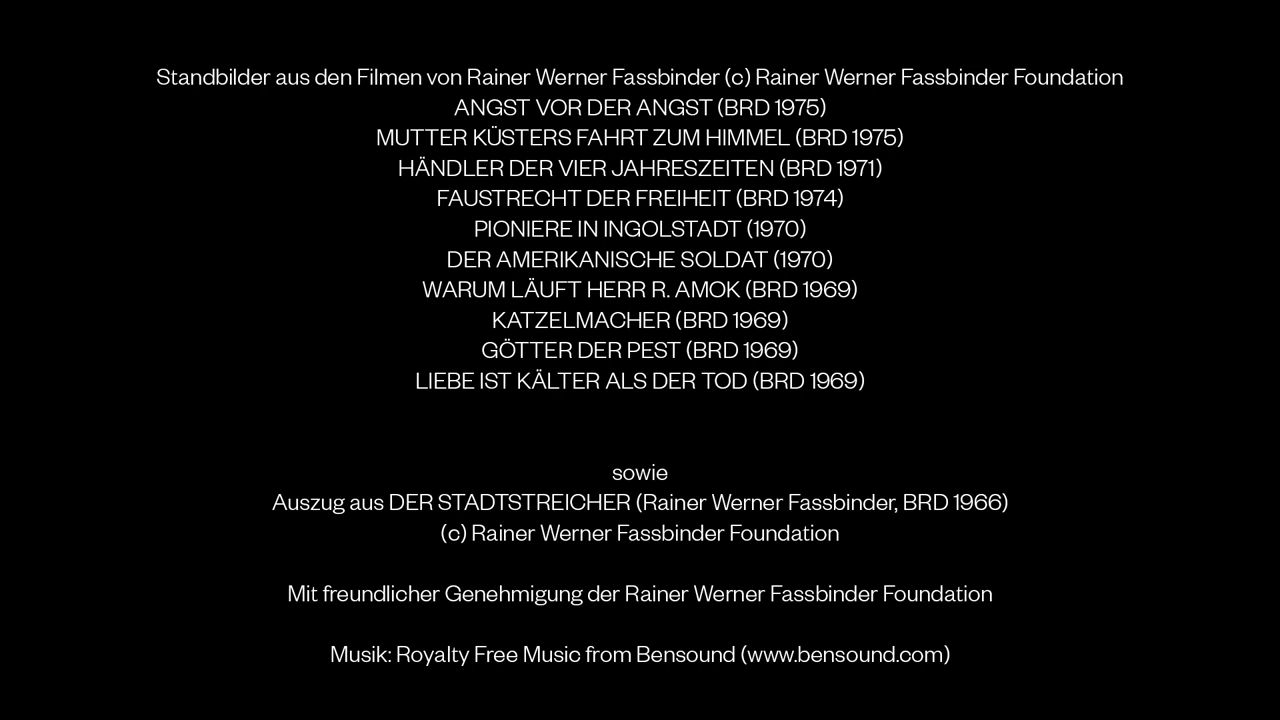 Standbilder aus den Filmen von Rainer Werner Fassbinder (c) Rainer Werner Fassbinder Foundation
ANGST VOR DER ANGST (BRD 1975)
MUTTER KÜSTERS FAHRT ZUM HIMMEL (BRD 1975)
HÄNDLER DER VIER JAHRESZEITEN (BRD 1971)
FAUSTRECHT DER FREIHEIT (BRD 1974)
PIONIERE IN INGOLSTADT (1970)
DER AMERIKANISCHE SOLDAT (1970)
WARUM LÄUFT HERR R. AMOK (BRD 1969)
KATZELMACHER (BRD 1969)
GÖTTER DER PEST (BRD 1969)
LIEBE IST KÄLTER ALS DER TOD (BRD 1969)
sowie
Auszug aus DER STADTSTREICHER (Rainer Werner Fassbinder, BRD 1966)
(c) Rainer Werner Fassbinder Foundation
Mit freundlicher Genehmigung der Rainer Werner Fassbinder Foundation
Musik: Royalty Free Music from Bensound (www.bensound.com)